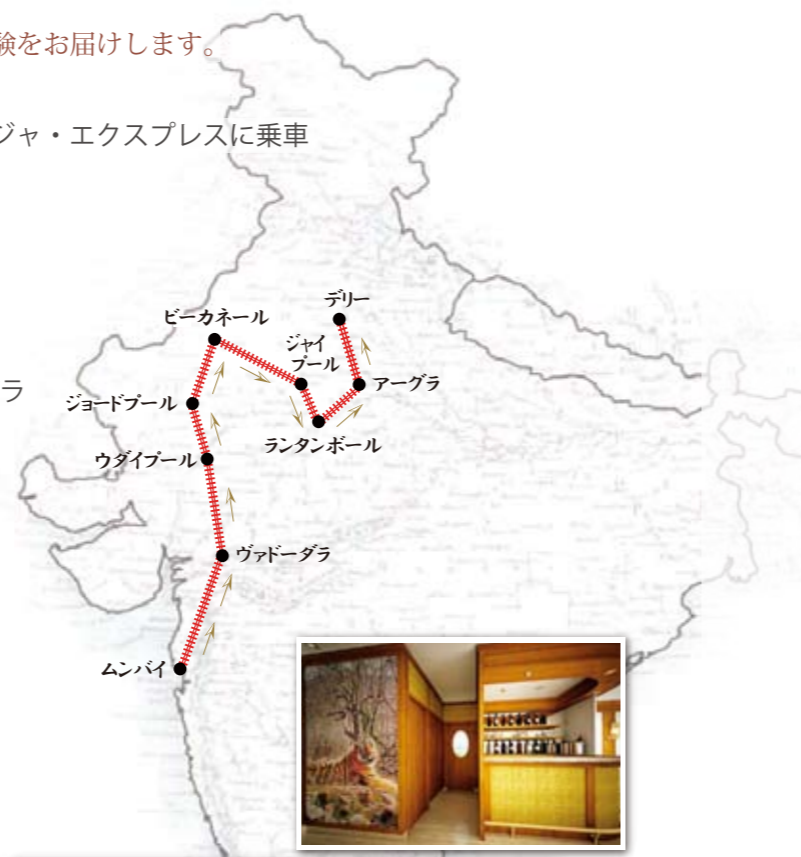 験をお届けします。
ジャ・エクスプレスに乗車
デリー
ビーカネール
ジャイ
プール
アーグラ
ラ
ジョードプール
ランタンボール
ウダイプール
ヴァドーダラ
ムンバイ